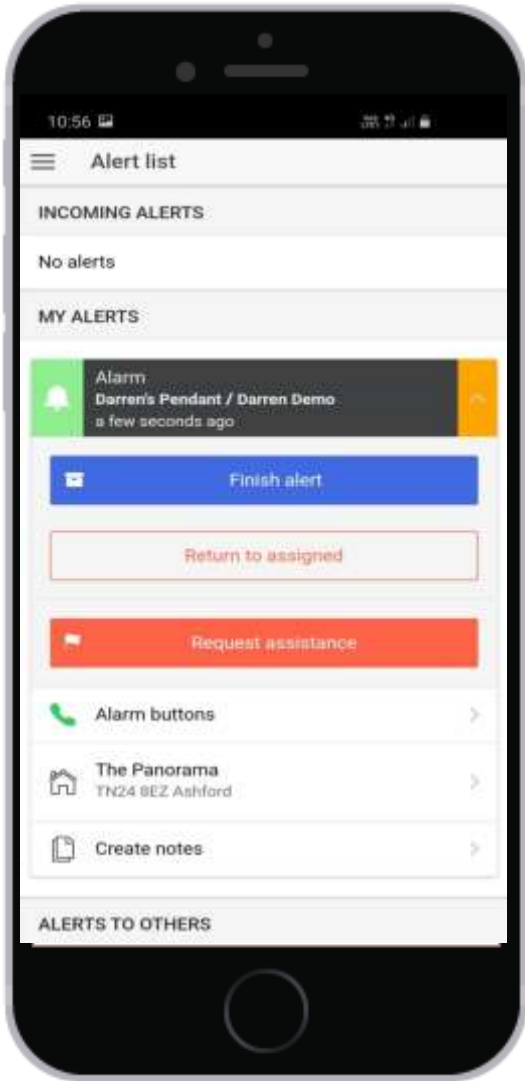 10:56
Alert list
INCOMING ALERTS
No alerts
MY ALERTS
Alarm
Darren's Pendant / Darren Demo
a few seconds ago
Finish alert
Return to assigned
Request assistance
Alarm buttons
The Panorama
TN24 8EZ Ashford
Create notes
ALERTS TO OTHERS